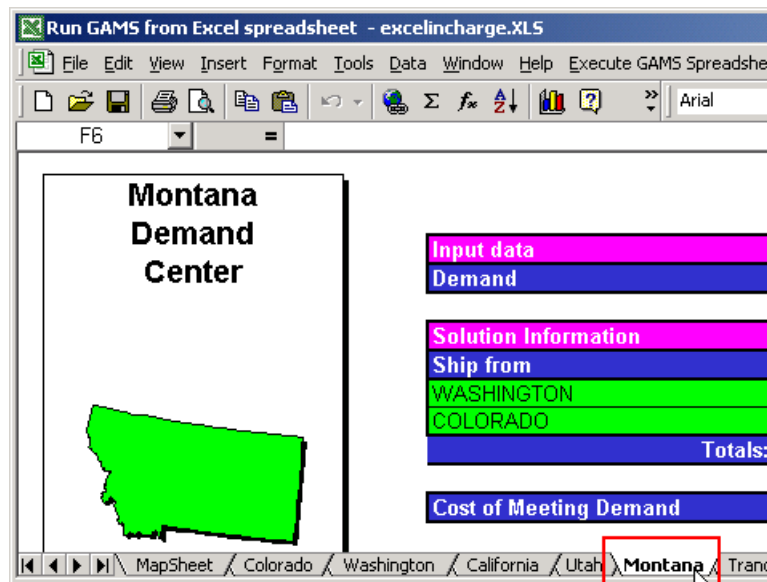 Run GAMS from Excel spreadsheet - excelincharge.XLS
File Edit View Insert Format Tools Data Window Help Execute GAMS Spreadshe
Arial
F6 =
Montana
Demand
Center
Input data
Demand
Solution Information
Ship from
WASHINGTON
COLORADO
Totals:
Cost of Meeting Demand
MapSheet Colorado Washington California Utah Montana Tran